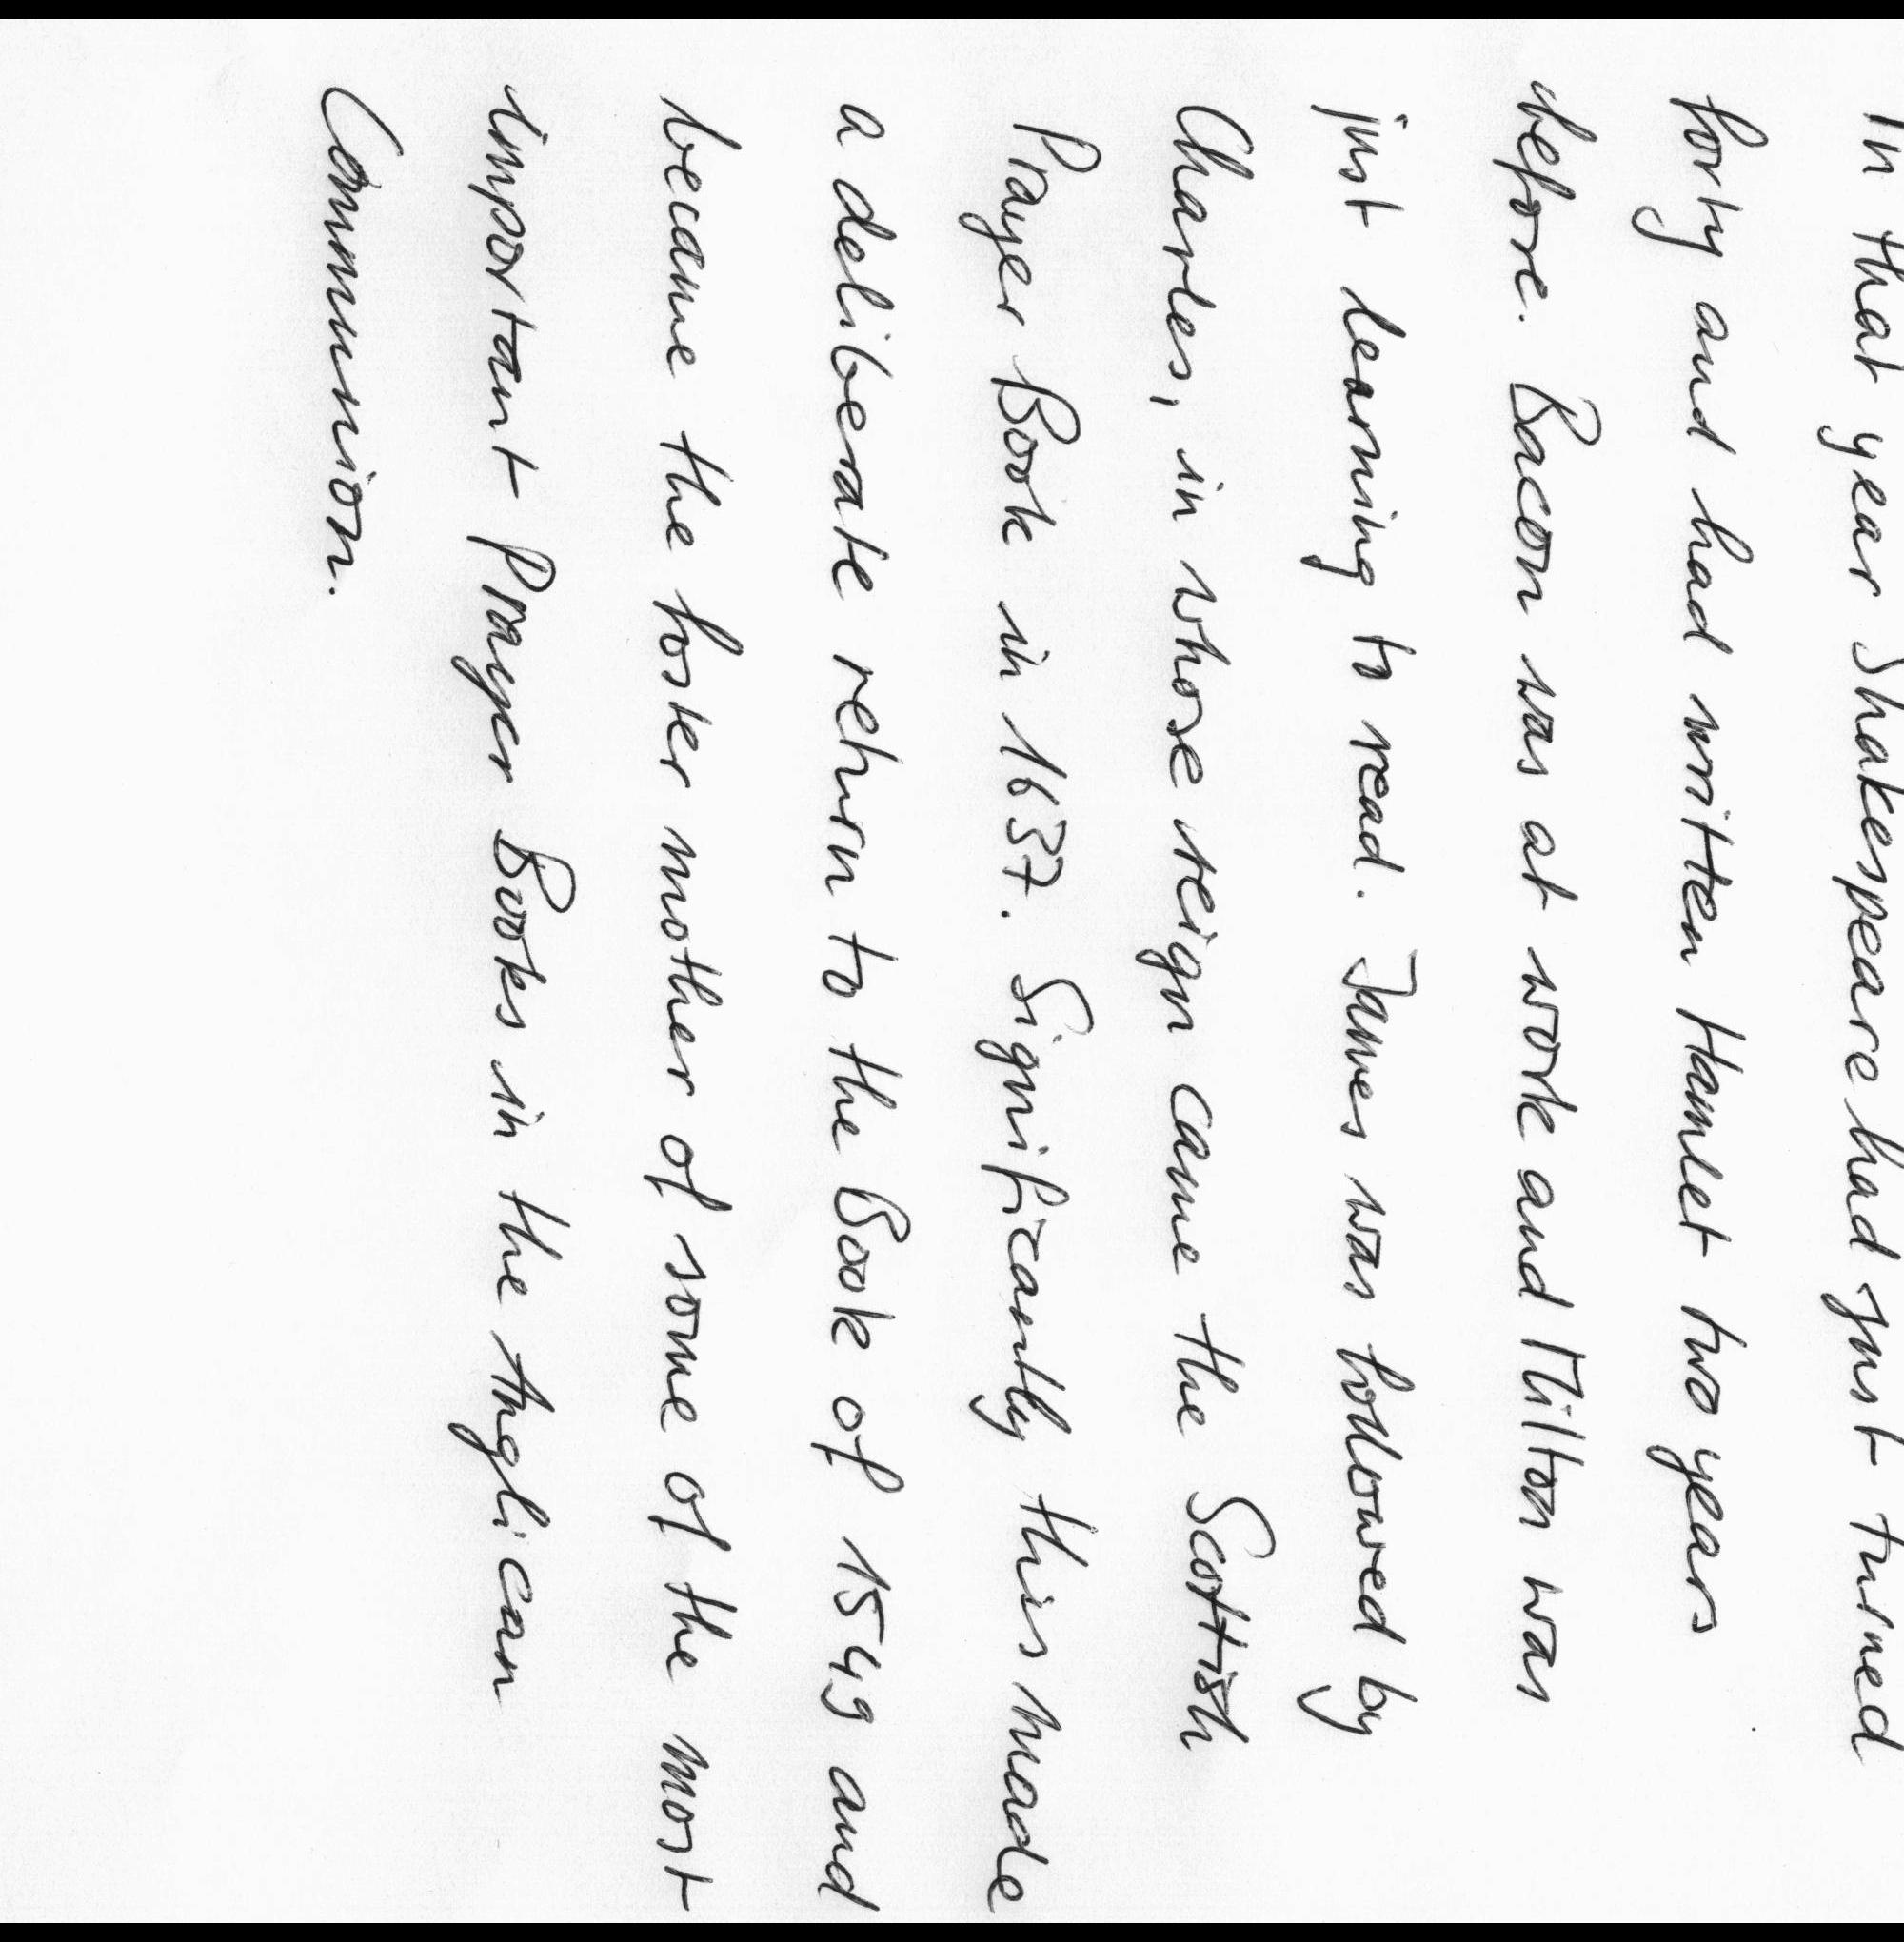 In that year Shakespeare had just turned
forty and had written Hamlet two years
before. Bacon was at work and Milton was
just learning to read. James was followed by
Charles, in whose reign came the Scottish
Prayer Book in 1637. Significantly this made
a deliberate return to the Book of 1549 and
became the foster mother of some of the most
important Prayer Books in the Anglican
Communion.